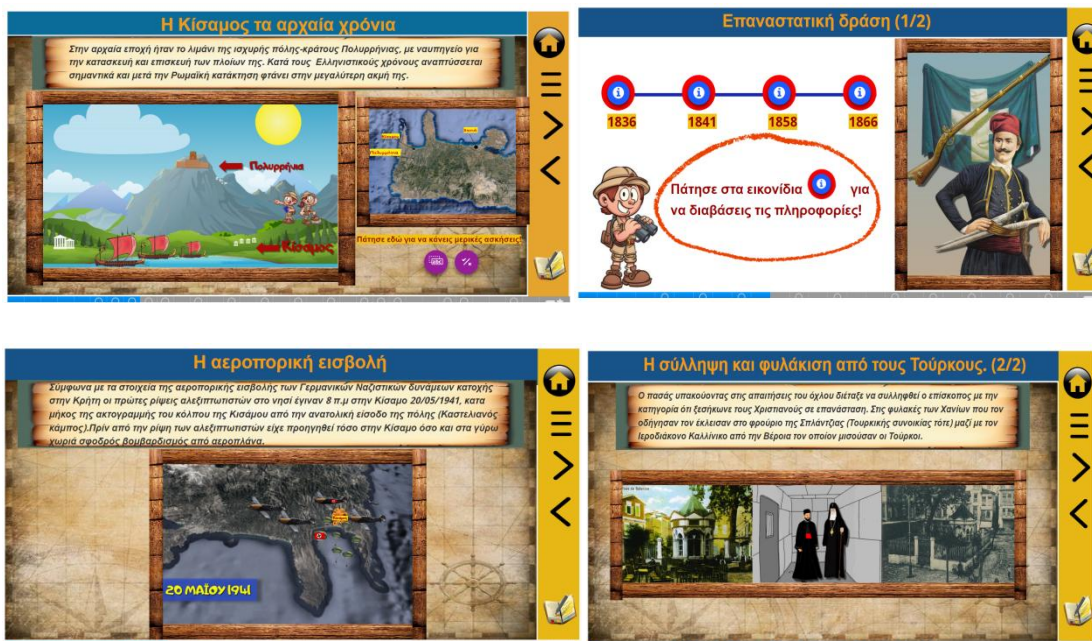 Η Κίσαμος τα αρχαία χρόνια
Στην αρχαία εποχή ήταν το λιμάνι της ισχυρής πόλης-κράτους Πολυρρήνιας, με ναυπηγείο για
την κατασκευή και επισκευή των πλοίων της. Κατά τους Ελληνιστικούς χρόνους αναπτύσσεται
σημαντικά και μετά την Ρωμαϊκή κατάκτηση φτάνει στην μεγαλύτερη ακμή της.
Πολυρρήνια
Κίσαμος
Κίσαμος
Πολυρρήνια
Χανιά
Πάτησε εδώ για να κάνεις μερικές ασκήσεις!
Επαναστατική δράση (1/2)
1836
1841
1858
1866
Πάτησε στα εικονίδια για
να διαβάσεις τις πληροφορίες!
Η αεροπορική εισβολή
Σύμφωνα με τα στοιχεία της αεροπορικής εισβολής των Γερμανικών Ναζιστικών δυνάμεων κατοχής
στην Κρήτη οι πρώτες ρίψεις αλεξιπτωτιστών στο νησί έγιναν 8 π.μ στην Κίσαμο 20/05/1941, κατα
μήκος της ακτογραμμής του κόλπου της Κισάμου από την ανατολική είσοδο της πόλης (Καστελιανός
κάμπος).Πρίν από την ρίψη των αλεξιπτωτιστών είχε προηγηθεί τόσο στην Κίσαμο όσο και στα γύρω
χωριά σφοδρός βομβαρδισμός από αεροπλάνα.
20 ΜΑΪΟΥ 1941
Η σύλληψη και φυλάκιση από τους Τούρκους. (2/2)
Ο πασάς υπακούοντας στις απαιτήσεις του όχλου διέταξε να συλληφθεί ο επίσκοπος με την
κατηγορία ότι ξεσήκωνε τους Χριστιανούς σε επανάσταση. Στις φυλακές των Χανίων που τον
οδήγησαν τον έκλεισαν στο φρούριο της Σπλάντζιας (Τουρκικής συνοικίας τότε) μαζί με τον
Ιεροδιάκονο Καλλίνικο από την Βέροια τον οποίον μισούσαν οι Τούρκοι.